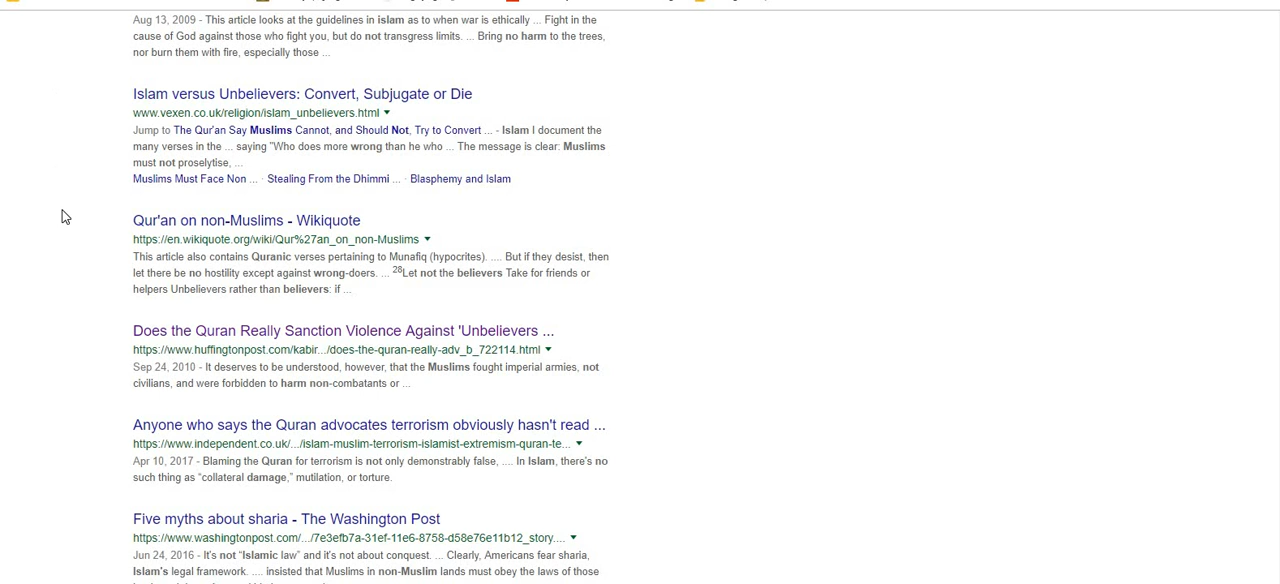 Aug 13, 2009 - This article looks at the guidelines in islam as to when war is ethically ... Fight in the
cause of God against those who fight you, but do not transgress limits. ... Bring no harm to the trees,
nor burn them with fire, especially those ...
Islam versus Unbelievers: Convert, Subjugate or Die
www.vexen.co.uk/religion/islam_unbelievers.html
Jump to The Qur'an Say Muslims Cannot, and Should Not, Try to Convert ... - Islam I document the
many verses in the ... saying "Who does more wrong than he who ... The message is clear: Muslims
must not proselytise, ...
Muslims Must Face Non ... · Stealing From the Dhimmi ... · Blasphemy and Islam
Qur'an on non-Muslims - Wikiquote
https://en.wikiquote.org/wiki/Qur%27an_on_non-Muslims
This article also contains Quranic verses pertaining to Munafiq (hypocrites). .... But if they desist, then
let there be no hostility except against wrong-doers. ... 28Let not the believers Take for friends or
helpers Unbelievers rather than believers: if ...
Does the Quran Really Sanction Violence Against 'Unbelievers ...
https://www.huffingtonpost.com/kabir.../does-the-quran-really-adv_b_722114.html
Sep 24, 2010 - It deserves to be understood, however, that the Muslims fought imperial armies, not
civilians, and were forbidden to harm non-combatants or ...
Anyone who says the Quran advocates terrorism obviously hasn't read ...
https://www.independent.co.uk/.../islam-muslim-terrorism-islamist-extremism-quran-te...
Apr 10, 2017 - Blaming the Quran for terrorism is not only demonstrably false, .... In Islam, there's no
such thing as “collateral damage,” mutilation, or torture.
Five myths about sharia - The Washington Post
https://www.washingtonpost.com/.../7e3efb7a-31ef-11e6-8758-d58e76e11b12_story....
Jun 24, 2016 - It's not “Islamic law” and it's not about conquest. ... Clearly, Americans fear sharia,
Islam's legal framework. .... insisted that Muslims in non-Muslim lands must obey the laws of those